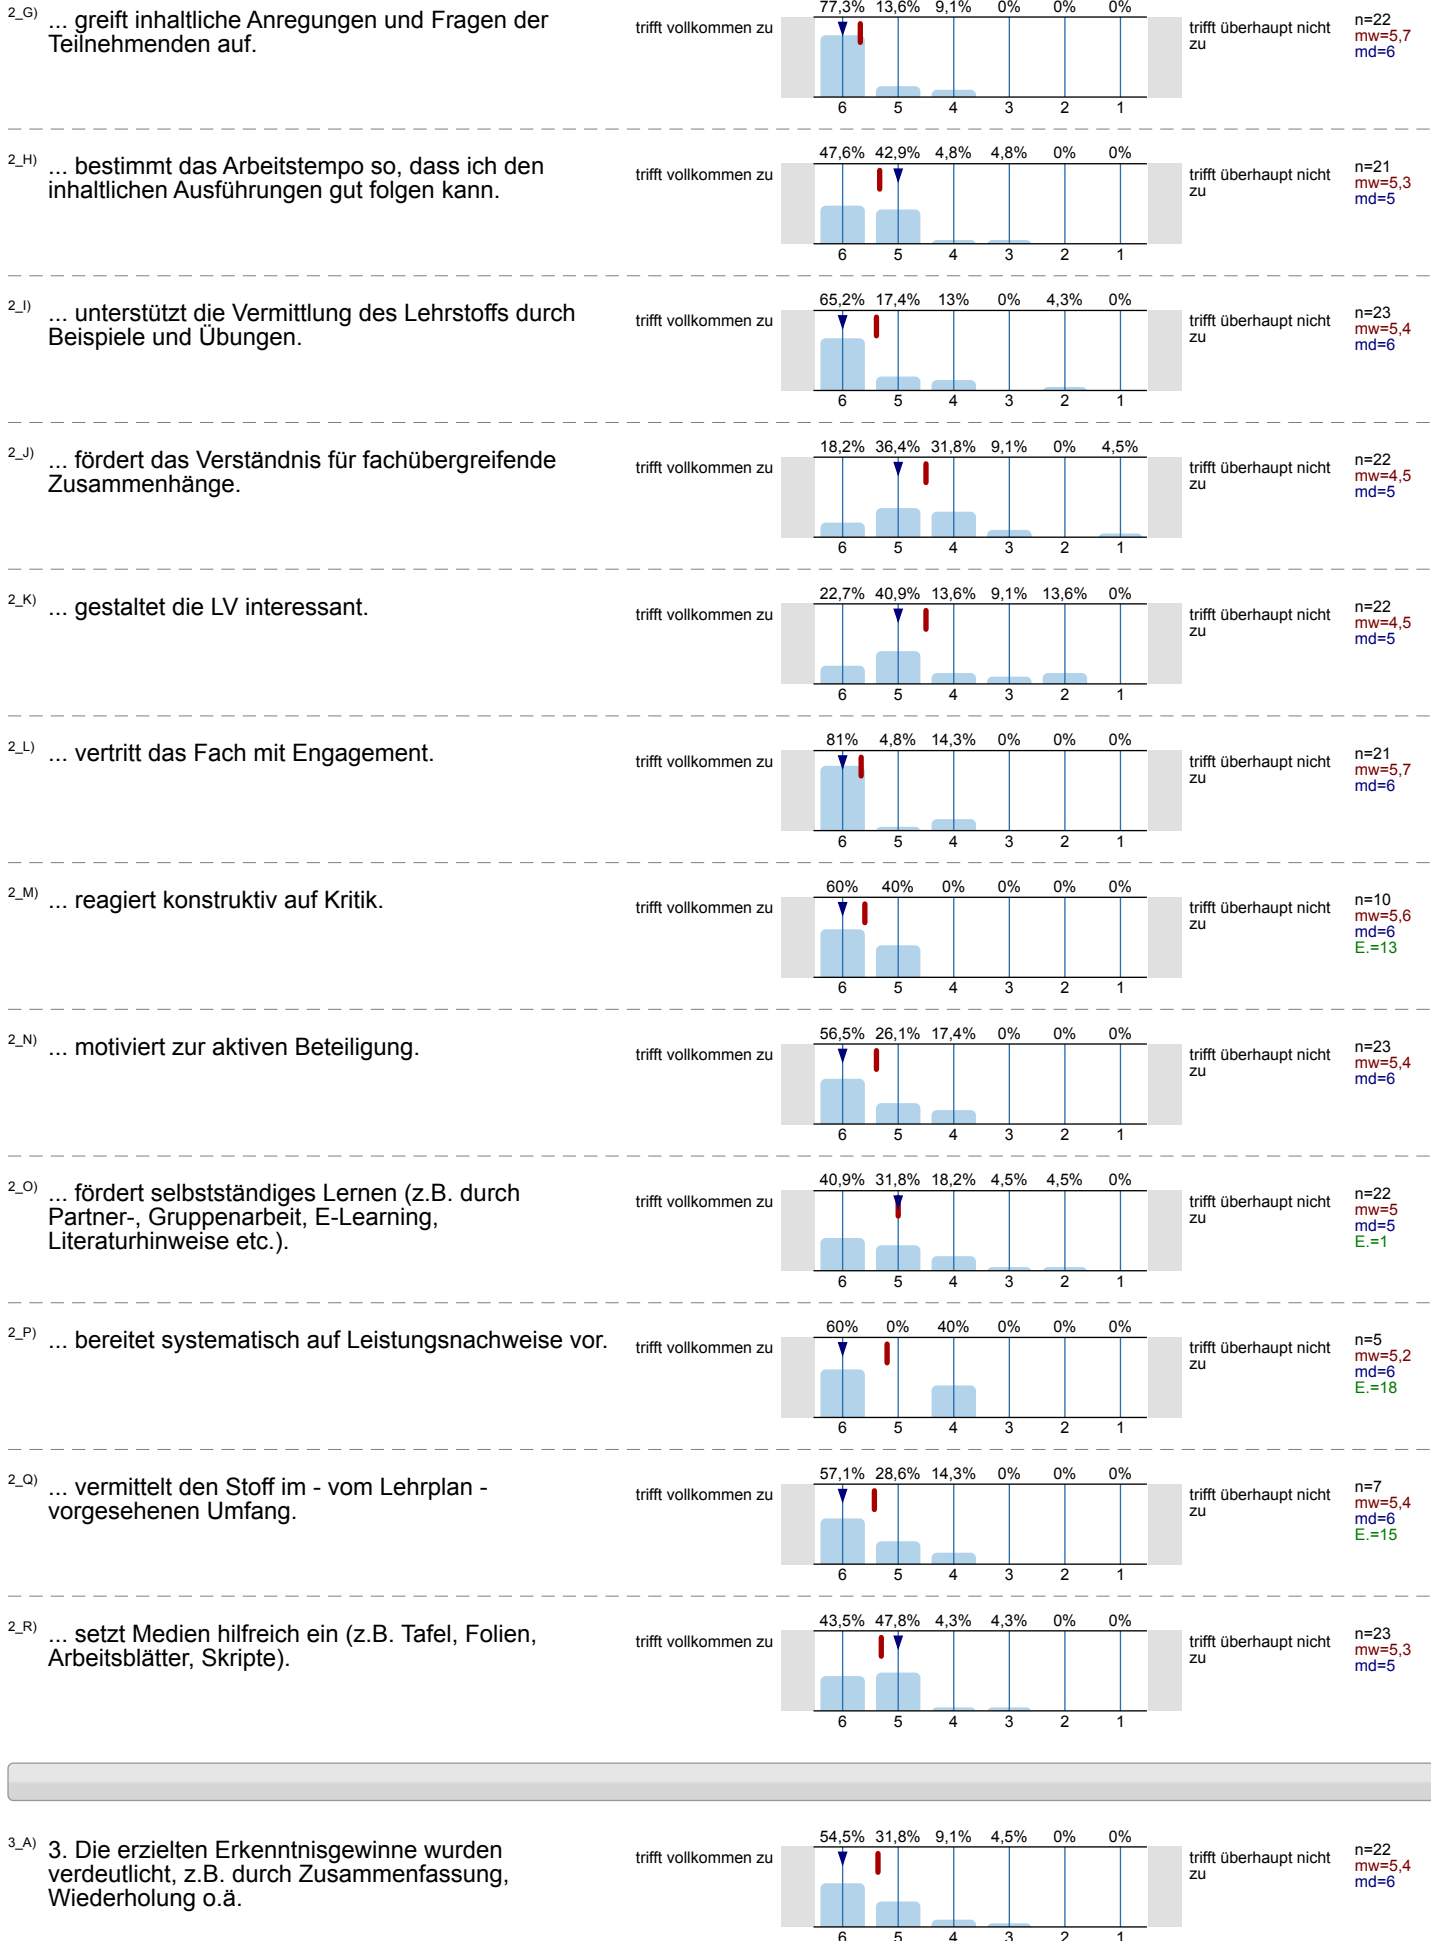 2_G) ... greift inhaltliche Anregungen und Fragen der
Teilnehmenden auf.
trifft vollkommen zu
77,3% 13,6% 9,1% 0% 0% 0%
6 5 4 3 2 1
trifft überhaupt nicht
zu
n=22
mw=5,7
md=6
2_H) ... bestimmt das Arbeitstempo so, dass ich den
inhaltlichen Ausführungen gut folgen kann.
trifft vollkommen zu
47,6% 42,9% 4,8% 4,8% 0% 0%
6 5 4 3 2 1
trifft überhaupt nicht
zu
n=21
mw=5,3
md=5
2_I) ... unterstützt die Vermittlung des Lehrstoffs durch
Beispiele und Übungen.
trifft vollkommen zu
65,2% 17,4% 13% 0% 4,3% 0%
6 5 4 3 2 1
trifft überhaupt nicht
zu
n=23
mw=5,4
md=6
2_J) ... fördert das Verständnis für fachübergreifende
Zusammenhänge.
trifft vollkommen zu
18,2% 36,4% 31,8% 9,1% 0% 4,5%
6 5 4 3 2 1
trifft überhaupt nicht
zu
n=22
mw=4,5
md=5
2_K) ... gestaltet die LV interessant.
trifft vollkommen zu
22,7% 40,9% 13,6% 9,1% 13,6% 0%
6 5 4 3 2 1
trifft überhaupt nicht
zu
n=22
mw=4,5
md=5
2_L) ... vertritt das Fach mit Engagement.
trifft vollkommen zu
81% 4,8% 14,3% 0% 0% 0%
6 5 4 3 2 1
trifft überhaupt nicht
zu
n=21
mw=5,7
md=6
2_M) ... reagiert konstruktiv auf Kritik.
trifft vollkommen zu
60% 40% 0% 0% 0% 0%
6 5 4 3 2 1
trifft überhaupt nicht
zu
n=10
mw=5,6
md=6
E.=13
2_N) ... motiviert zur aktiven Beteiligung.
trifft vollkommen zu
56,5% 26,1% 17,4% 0% 0% 0%
6 5 4 3 2 1
trifft überhaupt nicht
zu
n=23
mw=5,4
md=6
2_O) ... fördert selbstständiges Lernen (z.B. durch
Partner-, Gruppenarbeit, E-Learning,
Literaturhinweise etc.).
trifft vollkommen zu
40,9% 31,8% 18,2% 4,5% 4,5% 0%
6 5 4 3 2 1
trifft überhaupt nicht
zu
n=22
mw=5
md=5
E.=1
2_P) ... bereitet systematisch auf Leistungsnachweise vor.
trifft vollkommen zu
60% 0% 40% 0% 0% 0%
6 5 4 3 2 1
trifft überhaupt nicht
zu
n=5
mw=5,2
md=6
E.=18
2_Q) ... vermittelt den Stoff im - vom Lehrplan -
vorgesehenen Umfang.
trifft vollkommen zu
57,1% 28,6% 14,3% 0% 0% 0%
6 5 4 3 2 1
trifft überhaupt nicht
zu
n=7
mw=5,4
md=6
E.=15
2_R) ... setzt Medien hilfreich ein (z.B. Tafel, Folien,
Arbeitsblätter, Skripte).
trifft vollkommen zu
43,5% 47,8% 4,3% 4,3% 0% 0%
6 5 4 3 2 1
trifft überhaupt nicht
zu
n=23
mw=5,3
md=5
3_A) 3. Die erzielten Erkenntnisgewinne wurden
verdeutlicht, z.B. durch Zusammenfassung,
Wiederholung o.ä.
trifft vollkommen zu
54,5% 31,8% 9,1% 4,5% 0% 0%
6 5 4 3 2 1
trifft überhaupt nicht
zu
n=22
mw=5,4
md=6